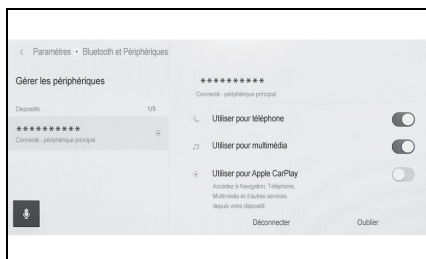 < Paramètres • Bluetooth et Périphériques
Gérer les périphériques
Dispositifs 1/5
**********
Connecté - périphérique principal
**********
Connecté - périphérique principal
Utiliser pour téléphone
Utiliser pour multimédia
Utiliser pour Apple CarPlay
Accédez à Navigation, Téléphone,
Multimédia et d'autres services
depuis votre dispositif
Déconnecter Oublier